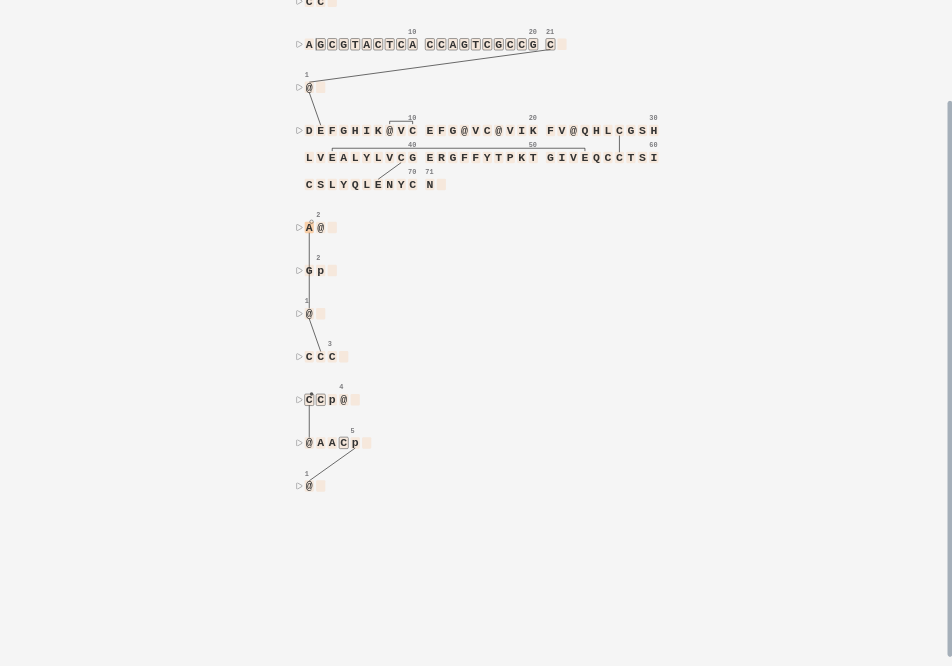 C C
10 20 21
A G C G T A C T C A C C A G T C G C C G C
1
@
10 20 30
D E F G H I K @ V C E F G @ V C @ V I K F V @ Q H L C G S H
40 50 60
L V E A L Y L V C G E R G F F Y T P K T G I V E Q C C T S I
70 71
C S L Y Q L E N Y C N
2
A @
2
G p
1
@
3
C C C
4
C C p @
5
@ A A C p
1
@